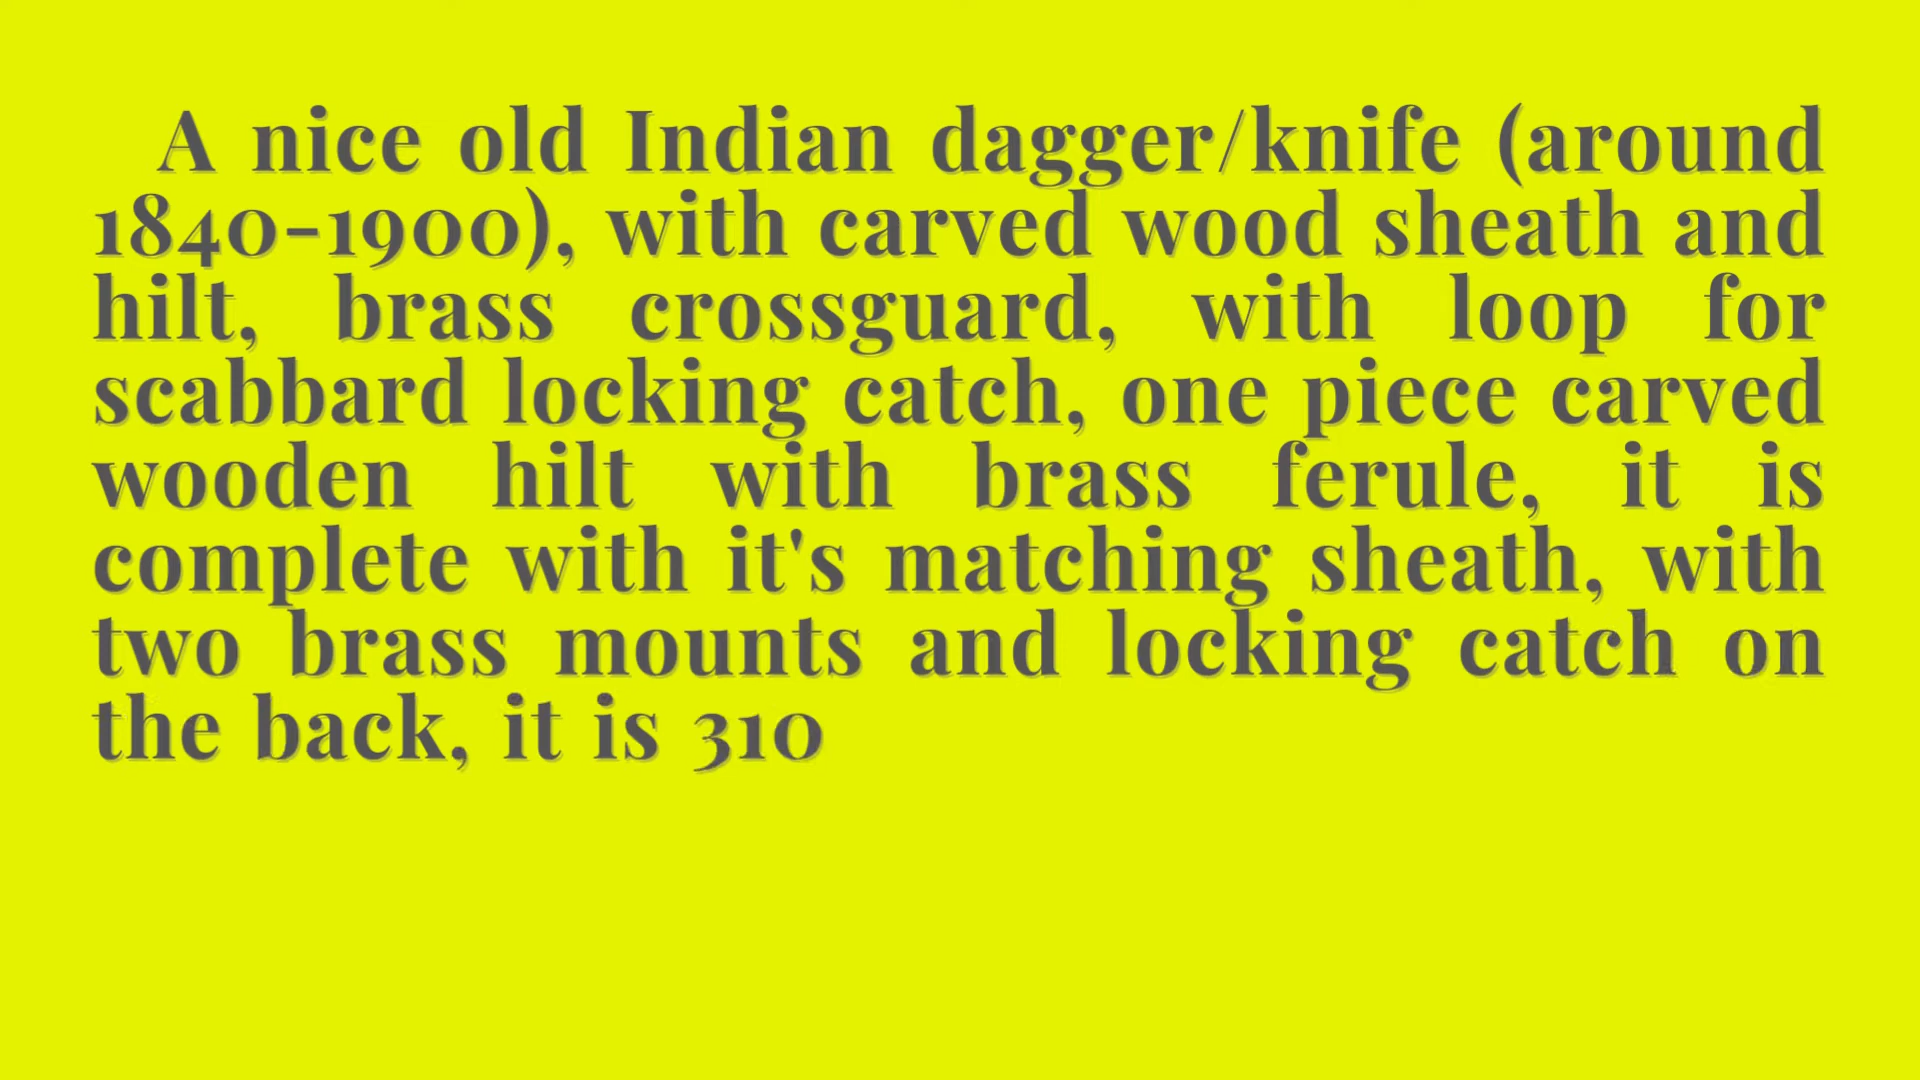 A nice old Indian dagger/knife (around
1840-1900), with carved wood sheath and
hilt, brass crossguard, with loop for
scabbard locking catch, one piece carved
wooden hilt with brass ferule, it is
complete with it's matching sheath, with
two brass mounts and locking catch on
the back, it is 310